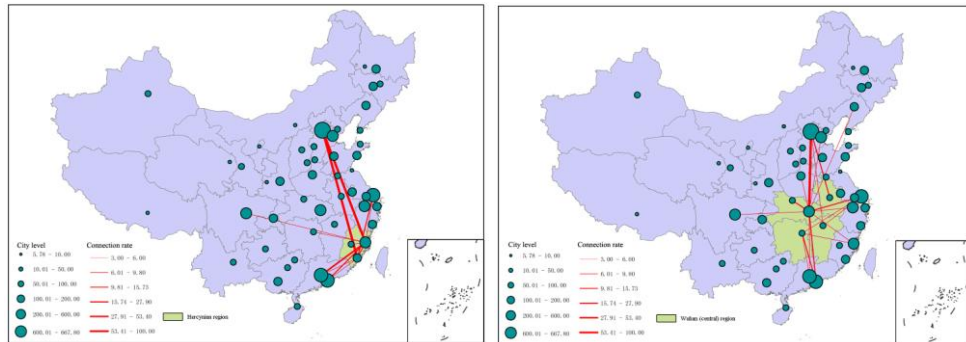 City level
Connection rate
5.78 - 10.00
3.00 - 6.00
10.01 - 50.00
6.01 - 9.80
50.01 - 100.00
9.81 - 15.73
100.01 - 200.00
15.74 - 27.90
200.01 - 600.00
27.91 - 53.40
600.01 - 667.80
53.41 - 100.00
Hercynian region
City level
Connection rate
5.78 - 10.00
3.00 - 6.00
10.01 - 50.00
6.01 - 9.80
50.01 - 100.00
9.81 - 15.73
100.01 - 200.00
15.74 - 27.90
200.01 - 600.00
27.91 - 53.40
600.01 - 667.80
53.41 - 100.00
Wuhan (central) region